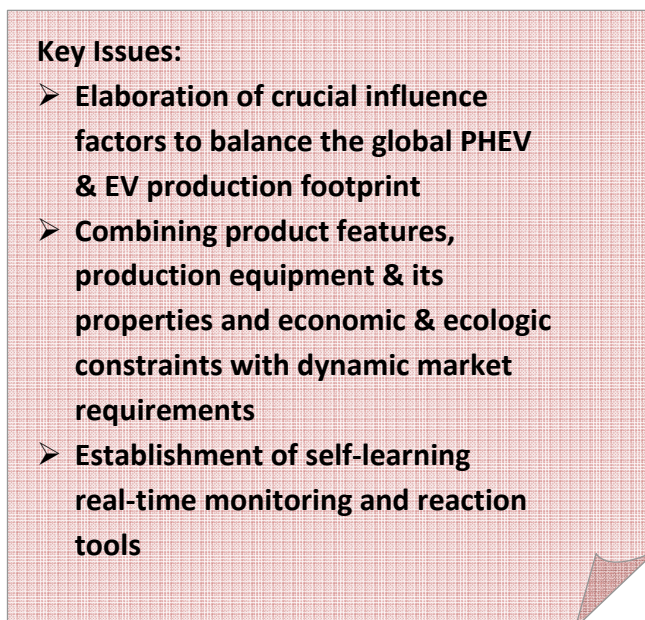 Key Issues:
➢ Elaboration of crucial influence
factors to balance the global PHEV
& EV production footprint
➢ Combining product features,
production equipment & its
properties and economic & ecologic
constraints with dynamic market
requirements
➢ Establishment of self-learning
real-time monitoring and reaction
tools